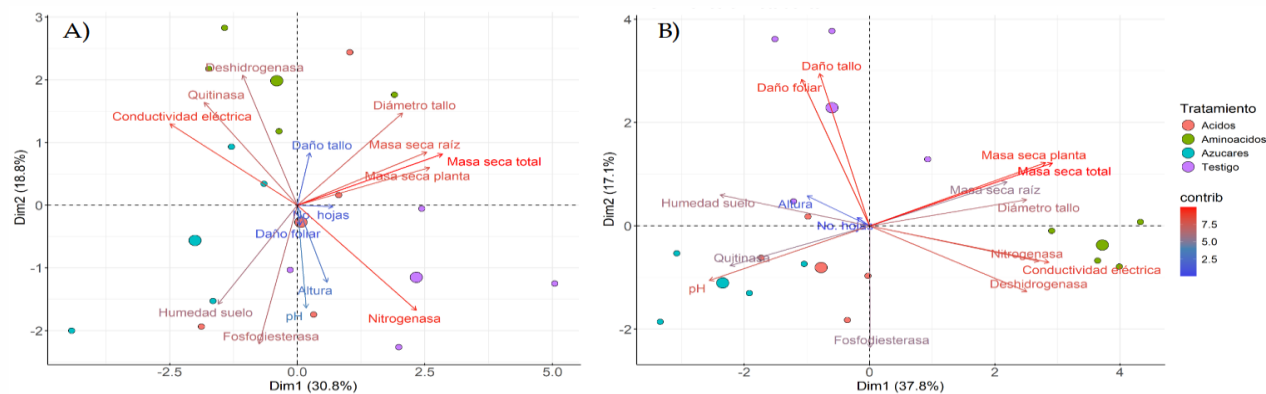 A)
3
2
1
0
-1
-2
Dim2 (18.8%)
Deshidrogenasa
Quitinasa
Conductividad eléctrica
Diámetro tallo
Daño tallo
Masa seca raíz
Masa seca total
Masa seca planta
No. hojas
Daño foliar
Altura
Humedad suelo
pH
Nitrogenasa
Fosfodiesterasa
-2.5
0.0
2.5
5.0
Dim1 (30.8%)
B)
4
2
0
-2
Dim2 (17.1%)
Daño tallo
Daño foliar
Masa seca planta
Masa seca total
Masa seca raíz
Humedad suelo
Altura
Diámetro tallo
No. hojas
Quitinasa
Nitrogenasa
Conductividad eléctrica
pH
Deshidrogenasa
Fosfodiesterasa
-2
0
2
4
Dim1 (37.8%)
Tratamiento
Acidos
Aminoacidos
Azucares
Testigo
contrib
7.5
5.0
2.5